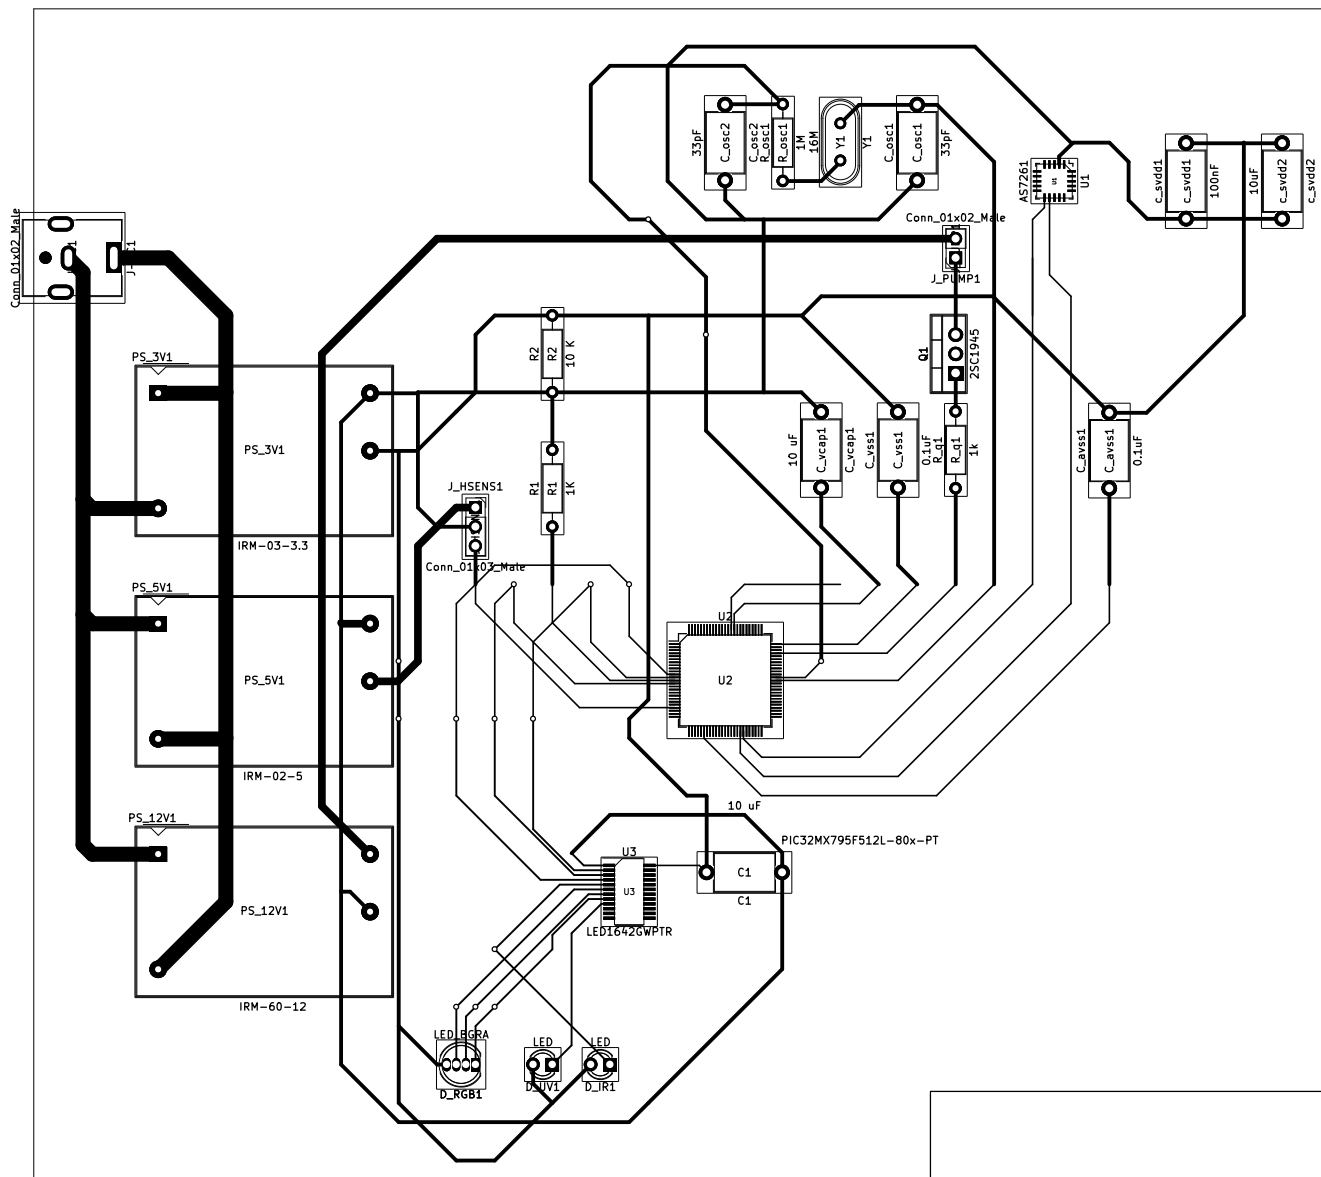 33pF
C_osc2
C_osc2
R_osc1
R_osc1
1M
16M
Y1
Y1
C_osc1
C_osc1
33pF
AS7261
U1
U1
c_svdd1
c_svdd1
100nF
10uF
c_svdd2
c_svdd2
Conn_01x02_Male
Conn_01x02_Male
J_PUMP1
PS_3V1
PS_3V1
IRM-03-3.3
R2
R2
10 K
Q1
2SC1945
10 uF
C_vcap1
C_vcap1
C_vss1
C_vss1
0.1uF
R_q1
R_q1
1k
C_avss1
C_avss1
0.1uF
R1
R1
1K
J_HSENS1
Conn_01x03_Male
PS_5V1
PS_5V1
IRM-02-5
U2
U2
10 uF
PIC32MX795F512L-80x-PT
PS_12V1
PS_12V1
IRM-60-12
U3
U3
LED1642GWPTR
C1
C1
LED_BGRA
D_RGB1
LED
D_UV1
LED
D_IR1